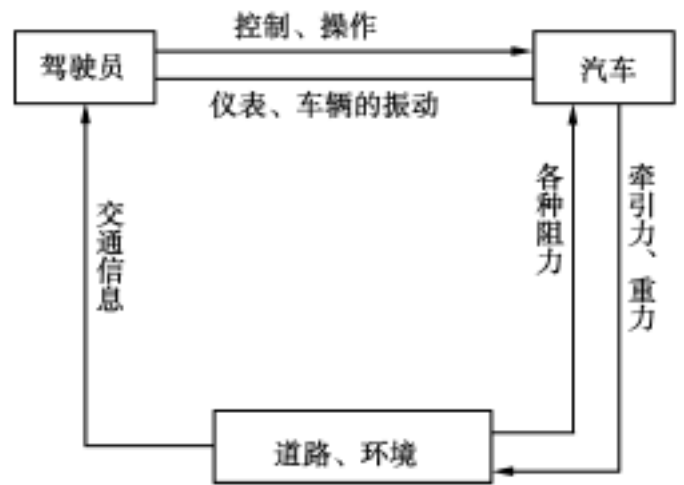 控制、操作
驾驶员
汽车
仪表、车辆的振动
交通信息
各种阻力
牵引力、重力
道路、环境